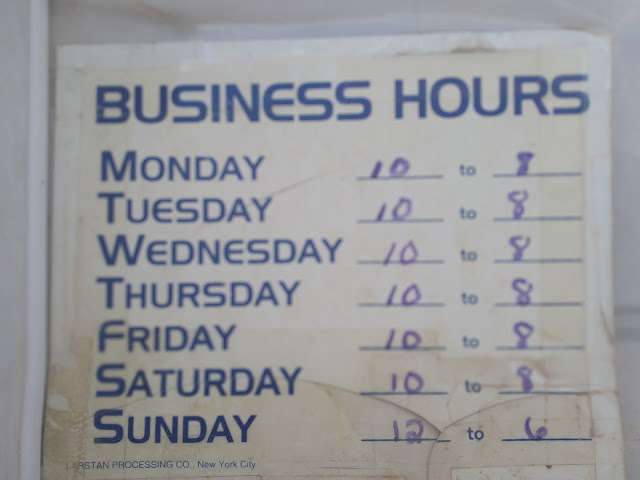 BUSINESS HOURS
MONDAY 10 to 8
TUESDAY 10 to 8
WEDNESDAY 10 to 8
THURSDAY 10 to 8
FRIDAY 10 to 8
SATURDAY 10 to 8
SUNDAY 12 to 6
LARSTAN PROCESSING CO., New York City